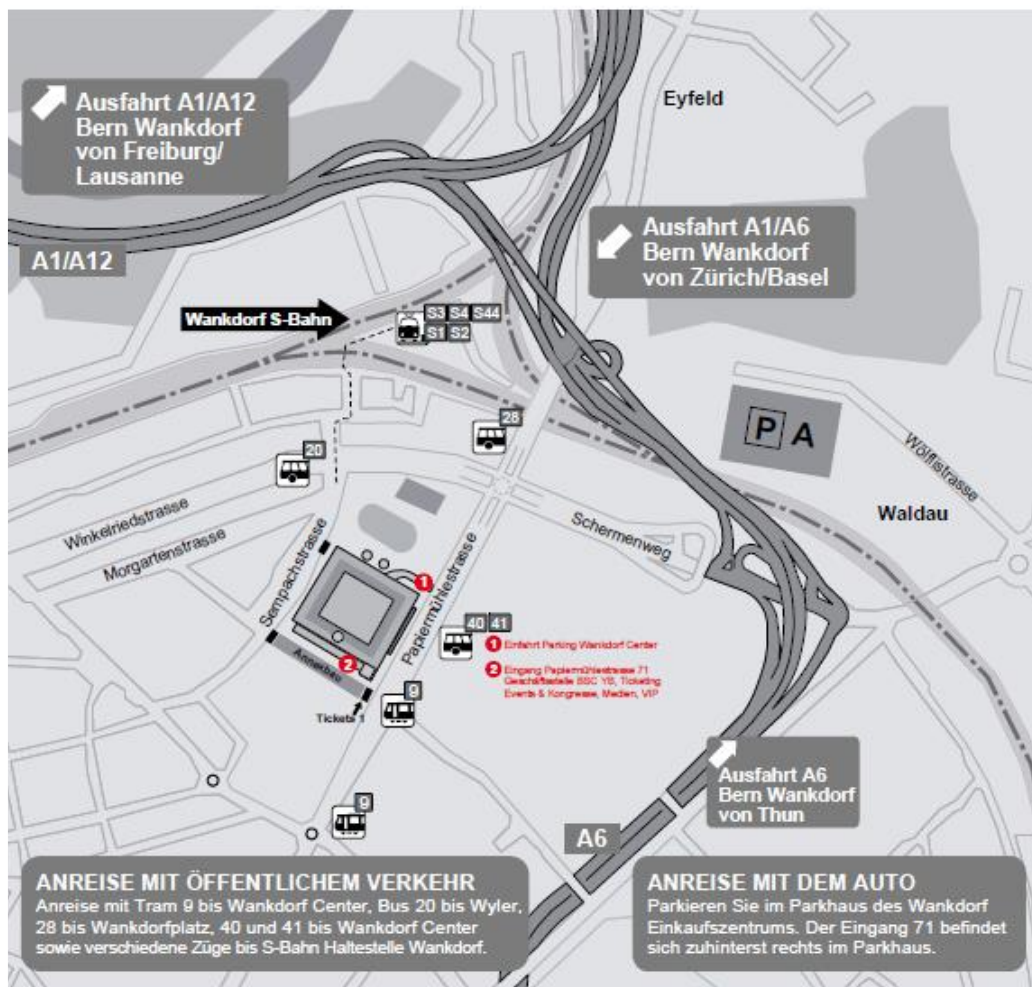 Eyfeld
Ausfahrt A1/A12
Bern Wankdorf
von Freiburg/
Lausanne
A1/A12
Ausfahrt A1/A6
Bern Wankdorf
von Zürich/Basel
Wankdorf S-Bahn
S3 S4 S44
S1 S2
28
20
P A
Wölflistrasse
Waldau
Winkelriedstrasse
Morgartenstrasse
Sempachstrasse
Schermenweg
Papiermühlestrasse
1
40 41
1 Einfahrt Parking Wankdorf Center
2 Eingang Papiermühlestrasse 71
Geschäftsstelle BSC YB, Ticketing
Events & Kongresse, Medien, VIP
2
Annexbau
Tickets 1
9
9
Ausfahrt A6
Bern Wankdorf
von Thun
A6
ANREISE MIT ÖFFENTLICHEM VERKEHR
Anreise mit Tram 9 bis Wankdorf Center, Bus 20 bis Wyler,
28 bis Wankdorfplatz, 40 und 41 bis Wankdorf Center
sowie verschiedene Züge bis S-Bahn Haltestelle Wankdorf.
ANREISE MIT DEM AUTO
Parkieren Sie im Parkhaus des Wankdorf
Einkaufszentrums. Der Eingang 71 befindet
sich zuhinterst rechts im Parkhaus.